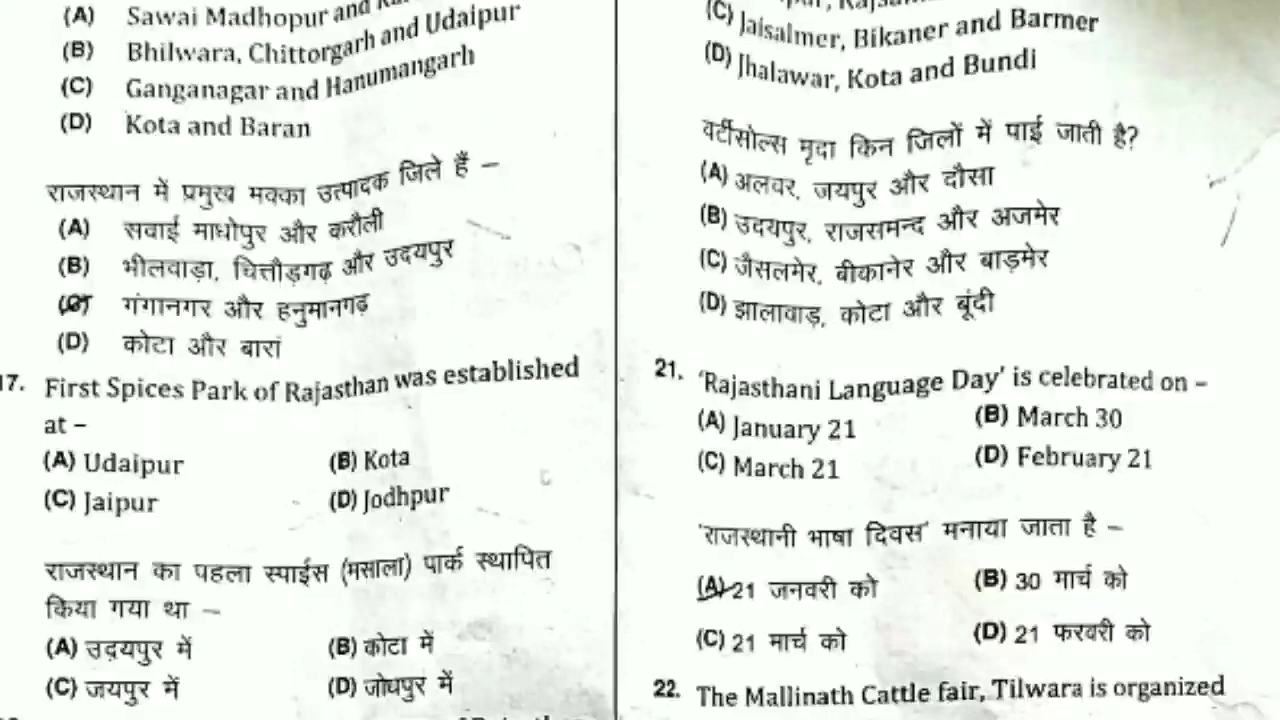 (A) Sawai Madhopur and
(B) Bhilwara, Chittorgarh and Udaipur
(C) Ganganagar and Hanumangarh
(D) Kota and Baran
राजस्थान में प्रमुख मक्का उत्पादक जिले हैं –
(A) सवाई माधोपुर और करौली
(B) भीलवाड़ा, चित्तौड़गढ़ और उदयपुर
(C) गंगानगर और हनुमानगढ़
(D) कोटा और बारां
17. First Spices Park of Rajasthan was established
at –
(A) Udaipur (B) Kota
(C) Jaipur (D) Jodhpur
राजस्थान का पहला स्पाईस (मसाला) पार्क स्थापित
किया गया था –
(A) उदयपुर में (B) कोटा में
(C) जयपुर में (D) जोधपुर में
(C) Jaisalmer, Bikaner and Barmer
(D) Jhalawar, Kota and Bundi
वर्टीसोल्स मृदा किन जिलों में पाई जाती है?
(A) अलवर, जयपुर और दौसा
(B) उदयपुर, राजसमन्द और अजमेर
(C) जैसलमेर, बीकानेर और बाड़मेर
(D) झालावाड़, कोटा और बूंदी
21. 'Rajasthani Language Day' is celebrated on –
(A) January 21 (B) March 30
(C) March 21 (D) February 21
'राजस्थानी भाषा दिवस' मनाया जाता है –
(A) 21 जनवरी को (B) 30 मार्च को
(C) 21 मार्च को (D) 21 फरवरी को
22. The Mallinath Cattle fair, Tilwara is organized